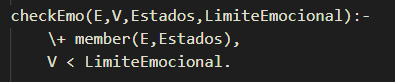 checkEmo(E,V,Estados,LimiteEmocional):-
    \+ member(E,Estados),
    V < LimiteEmocional.